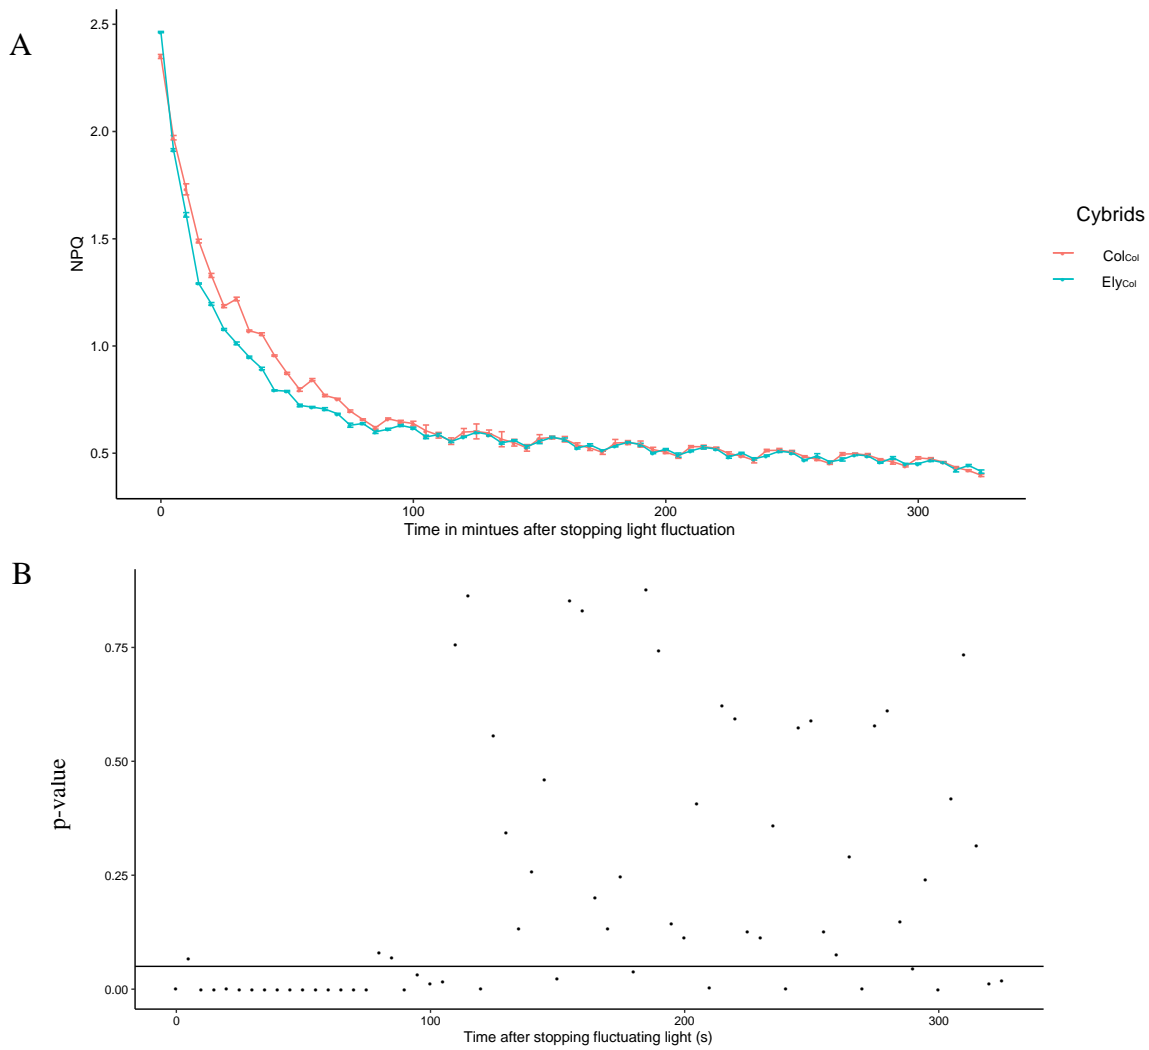 A
2.5
2.0
1.5
1.0
0.5
NPQ
0
100
200
300
Time in mintues after stopping light fluctuation
Cybrids
ColCol
ElyCol
B
0.75
0.50
0.25
0.00
p-value
0
100
200
300
Time after stopping fluctuating light (s)